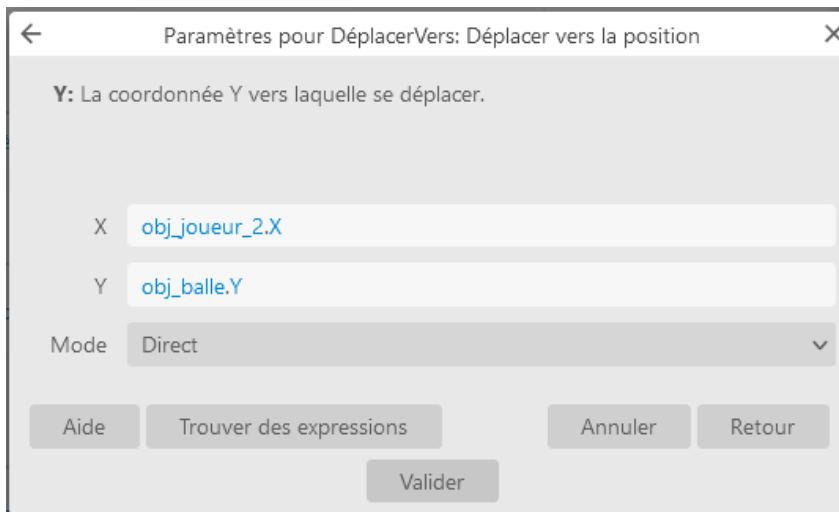 Paramètres pour DéplacerVers: Déplacer vers la position
Y: La coordonnée Y vers laquelle se déplacer.
X obj_joueur_2.X
Y obj_balle.Y
Mode Direct
Aide Trouver des expressions Annuler Retour
Valider